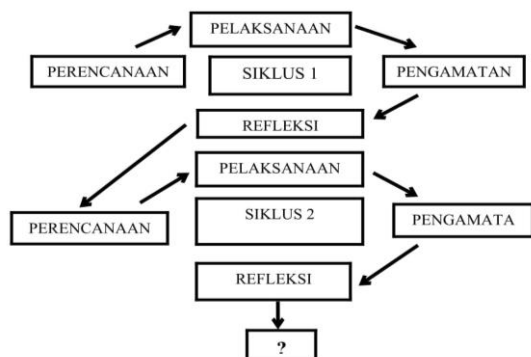 PELAKSANAAN
PERENCANAAN
SIKLUS 1
PENGAMATAN
REFLEKSI
PELAKSANAAN
PERENCANAAN
SIKLUS 2
PENGAMATA
REFLEKSI
?